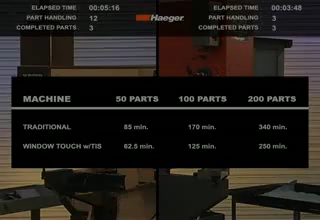 ELAPSED TIME 00:05:16
PART HANDLING 12
COMPLETED PARTS 3
Haeger
ELAPSED TIME 00:03:48
PART HANDLING 3
COMPLETED PARTS 3
MACHINE 50 PARTS 100 PARTS 200 PARTS
TRADITIONAL 85 min. 170 min. 340 min.
WINDOW TOUCH w/TIS 62.5 min. 125 min. 250 min.